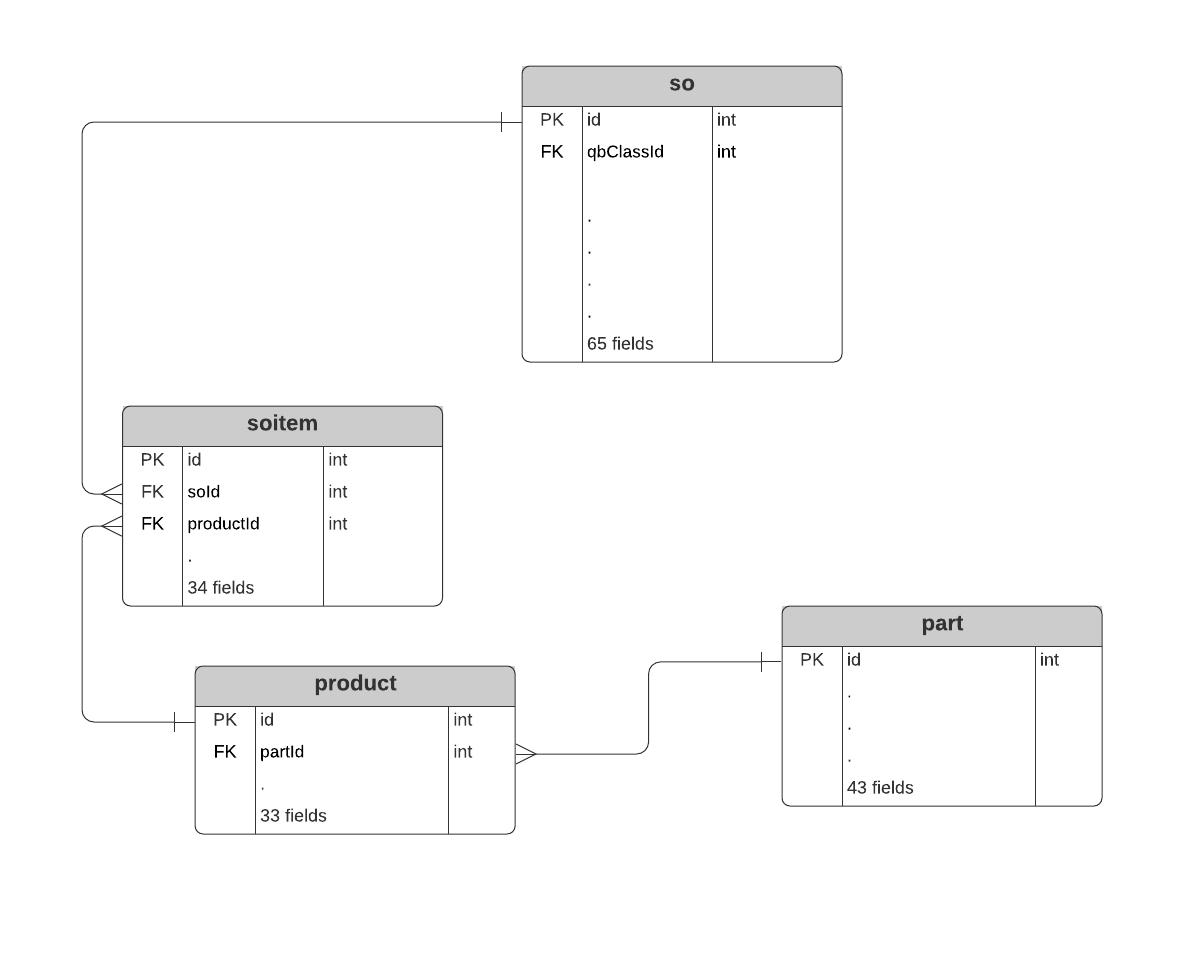 so
PK id int
FK qbClassId int
.
.
.
.
65 fields
soitem
PK id int
FK soId int
FK productId int
.
34 fields
product
PK id int
FK partId int
.
33 fields
part
PK id int
.
.
.
43 fields